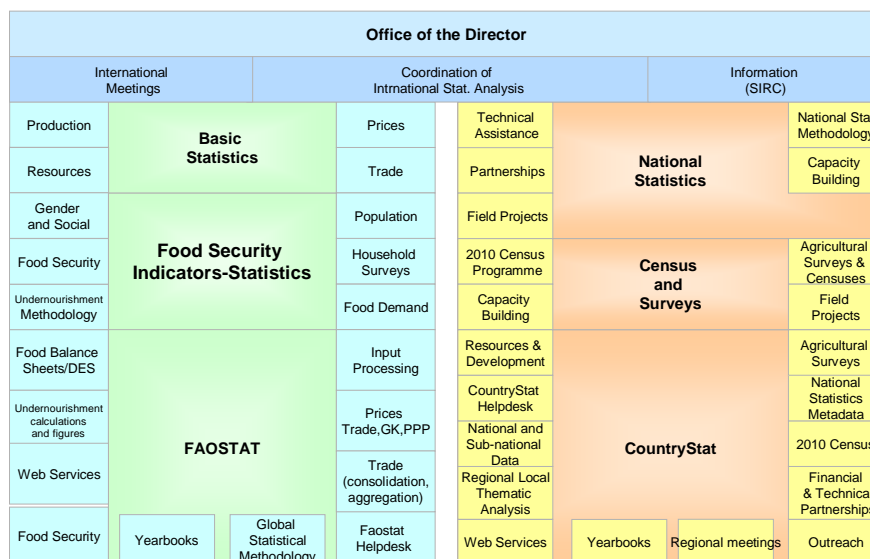 Office of the Director
International
Meetings
Coordination of
Intrnational Stat. Analysis
Information
(SIRC)
Production
Resources
Gender
and Social
Food Security
Undernourishment
Methodology
Food Balance
Sheets/DES
Undernourishment
calculations
and figures
Web Services
Food Security
Basic
Statistics
Food Security
Indicators-Statistics
FAOSTAT
Yearbooks
Global
Statistical
Methodology
Prices
Trade
Population
Household
Surveys
Food Demand
Input
Processing
Prices
Trade,GK,PPP
Trade
(consolidation,
aggregation)
Faostat
Helpdesk
Technical
Assistance
Partnerships
Field Projects
2010 Census
Programme
Capacity
Building
Resources &
Development
CountryStat
Helpdesk
National and
Sub-national
Data
Regional Local
Thematic
Analysis
Web Services
National
Statistics
Census
and
Surveys
CountryStat
Yearbooks
Regional meetings
National Stat
Methodology
Capacity
Building
Agricultural
Surveys &
Censuses
Field
Projects
Agricultural
Surveys
National
Statistics
Metadata
2010 Census
Financial
& Technical
Partnerships
Outreach